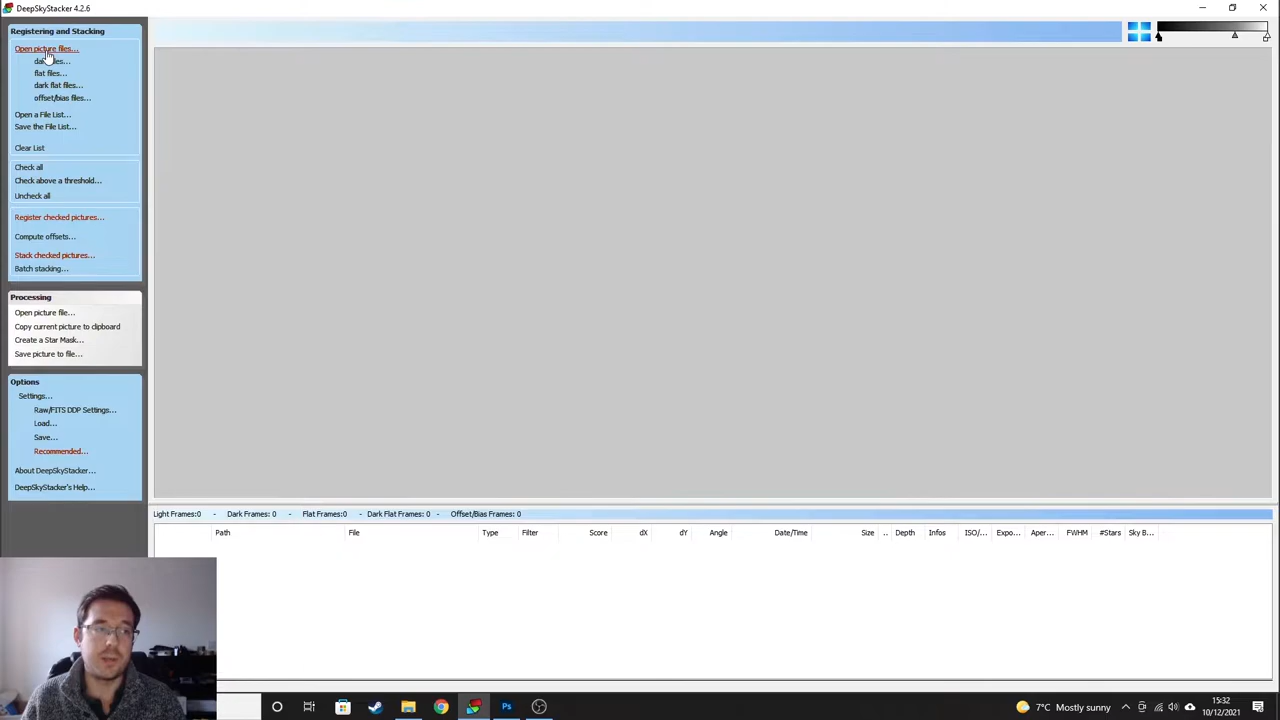 DeepSkyStacker 4.2.6
Registering and Stacking
Open picture files...
flat files...
dark flat files...
offset/bias files...
Open a File List...
Save the File List...
Clear List
Check all
Check above a threshold...
Uncheck all
Register checked pictures...
Compute offsets...
Stack checked pictures...
Batch stacking...
Processing
Open picture file...
Copy current picture to clipboard
Create a Star Mask...
Save picture to file...
Options
Settings...
Raw/FITS DDP Settings...
Load...
Save...
Recommended...
About DeepSkyStacker...
DeepSkyStacker's Help...
Light Frames:0 - Dark Frames: 0 - Flat Frames:0 - Dark Flat Frames: 0 - Offset/Bias Frames: 0
Path File Type Filter Score dX dY Angle Date/Time Size .. Depth Infos ISO/... Expo... Aper... FWHM #Stars Sky B...
Ps
7°C Mostly sunny
15:32
10/12/2021